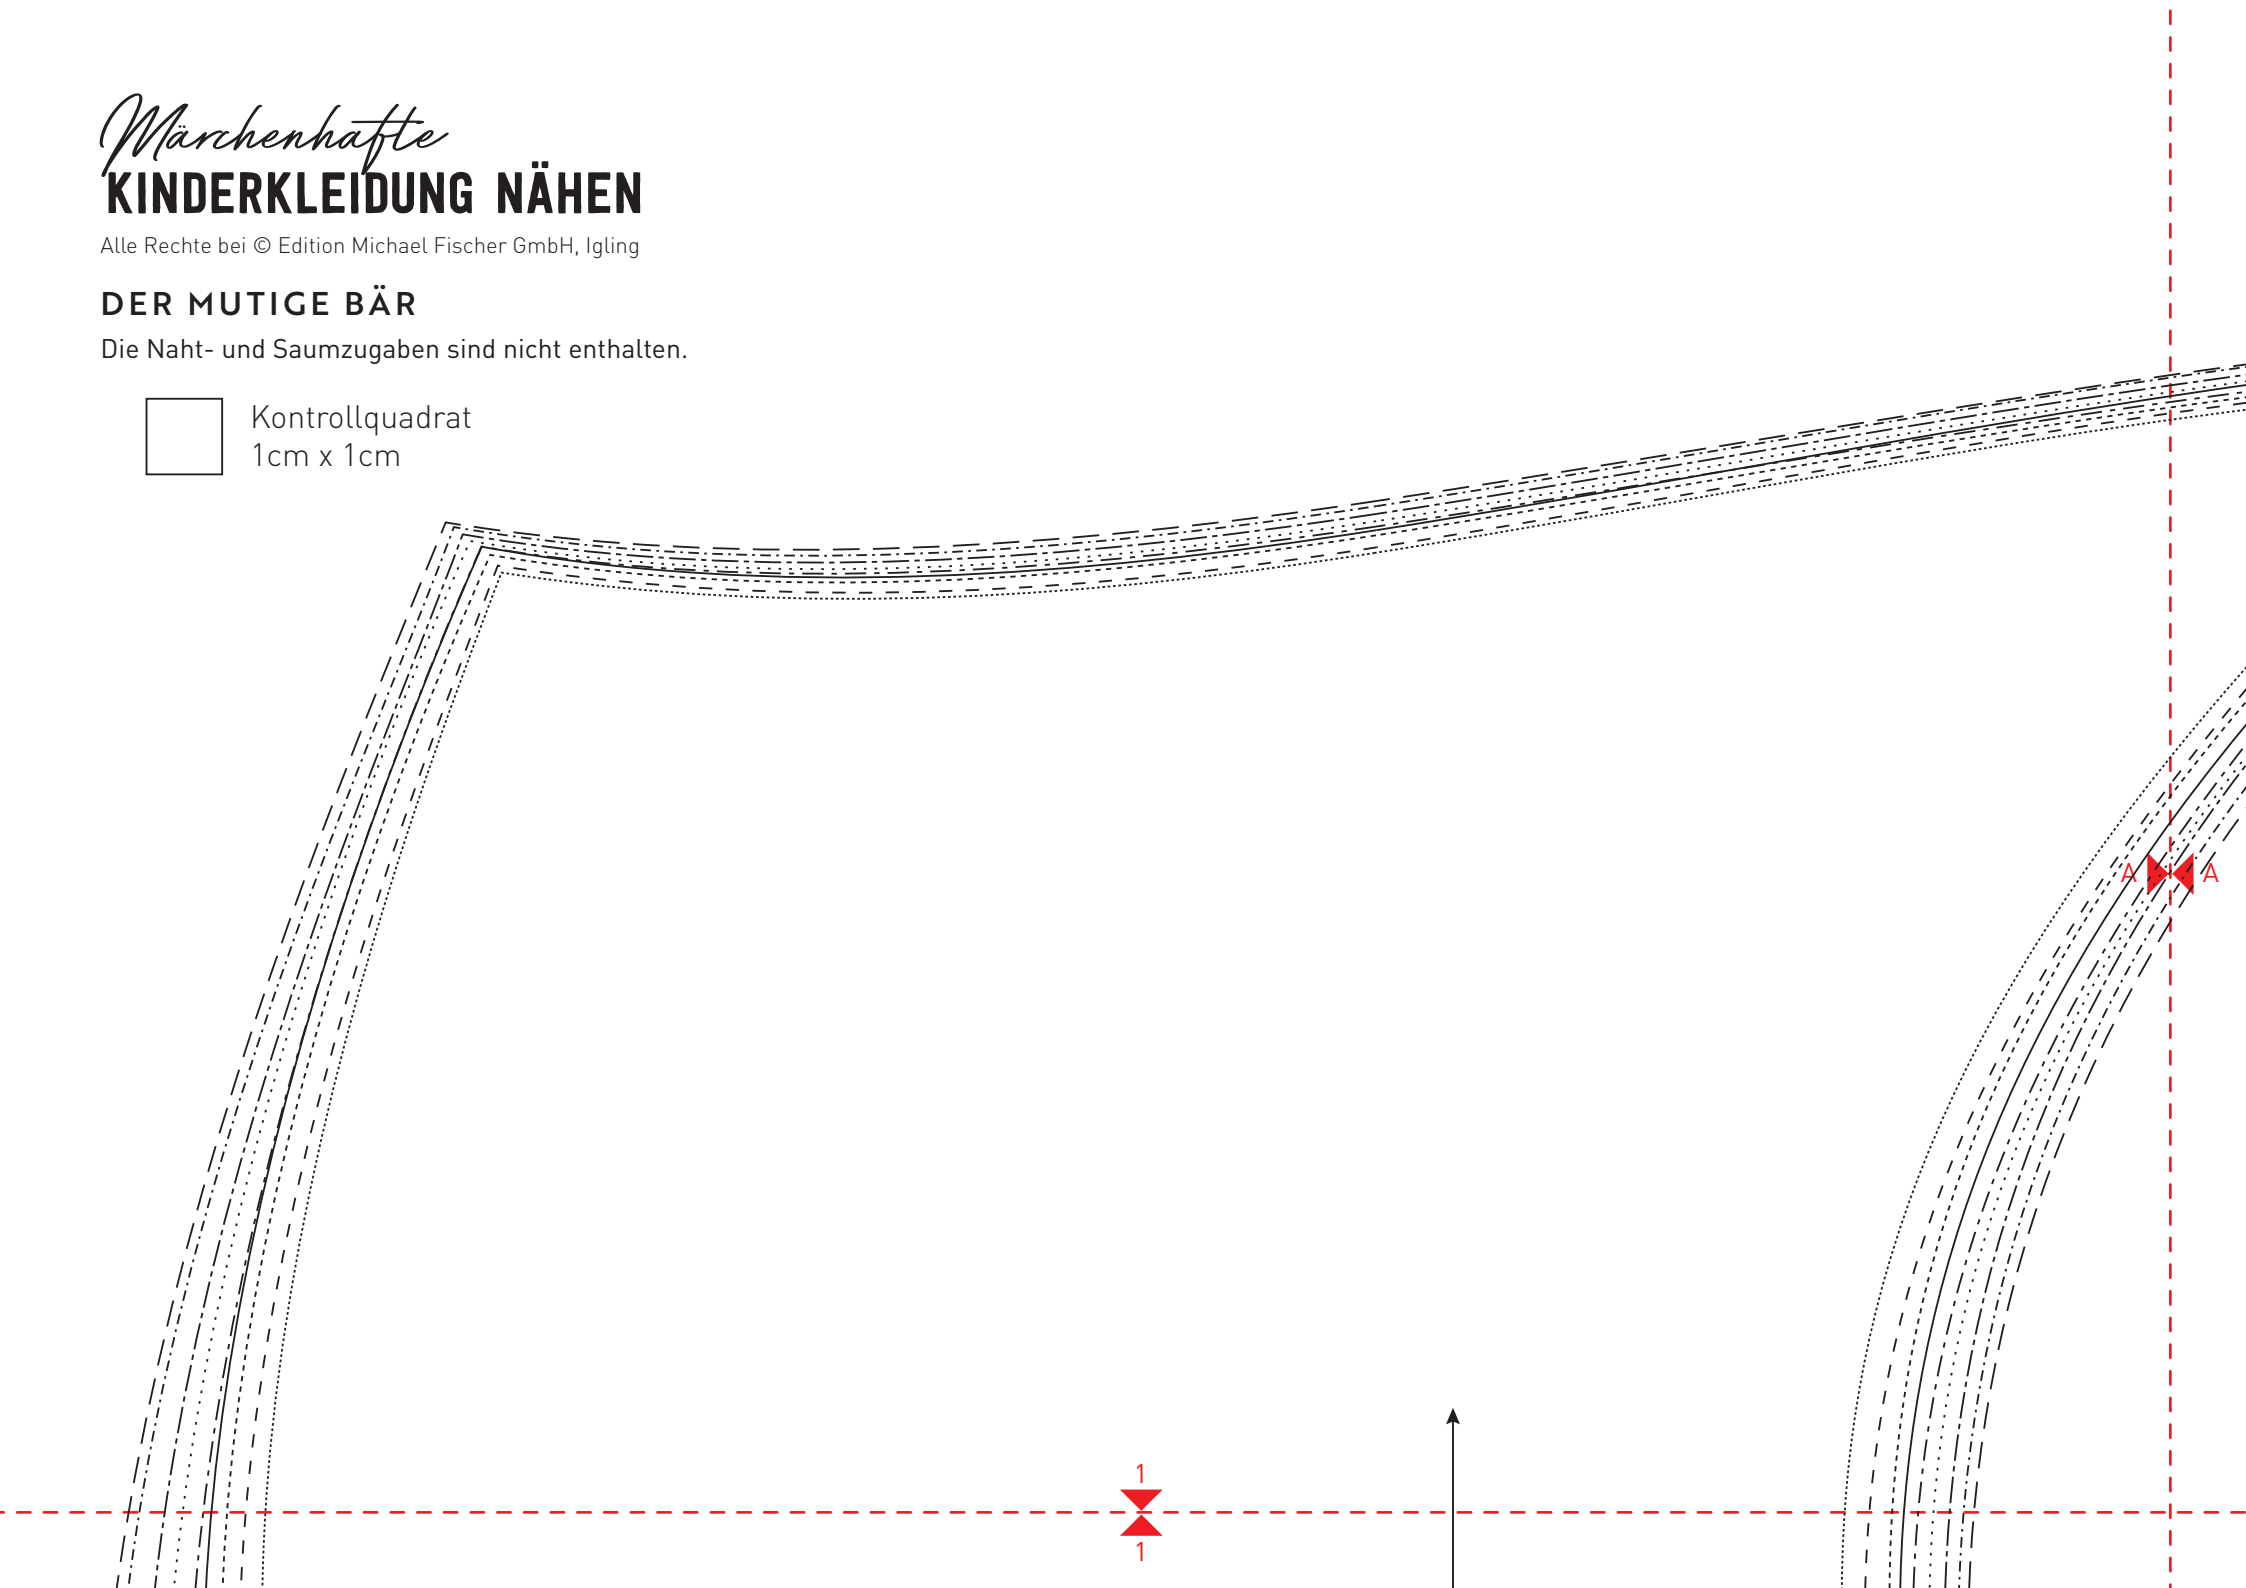 Märchenhafte
KINDERKLEIDUNG NÄHEN
Alle Rechte bei © Edition Michael Fischer GmbH, Igling
DER MUTIGE BÄR
Die Naht- und Saumzugaben sind nicht enthalten.
Kontrollquadrat
1cm x 1cm
A A
1
1